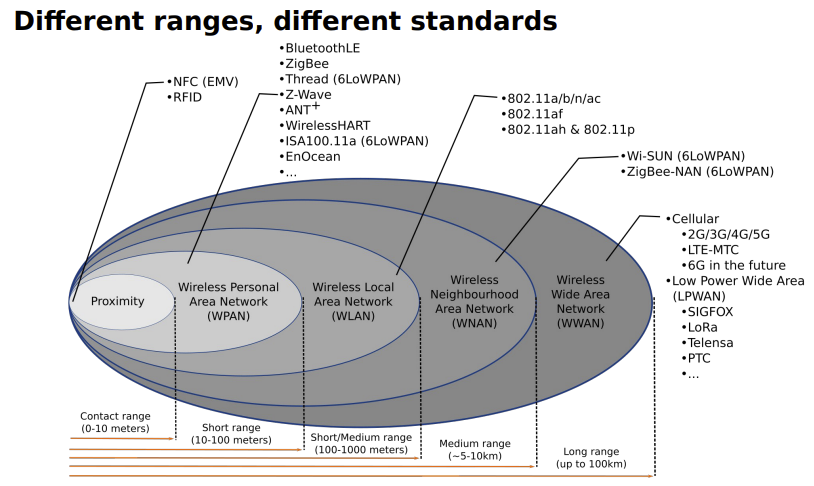 Different ranges, different standards
•NFC (EMV)
•RFID
•BluetoothLE
•ZigBee
•Thread (6LoWPAN)
•Z-Wave
•ANT+
•WirelessHART
•ISA100.11a (6LoWPAN)
•EnOcean
•...
•802.11a/b/n/ac
•802.11af
•802.11ah & 802.11p
•Wi-SUN (6LoWPAN)
•ZigBee-NAN (6LoWPAN)
•Cellular
•2G/3G/4G/5G
•LTE-MTC
•6G in the future
•Low Power Wide Area
(LPWAN)
•SIGFOX
•LoRa
•Telensa
•PTC
•...
Proximity
Wireless Personal
Area Network
(WPAN)
Wireless Local
Area Network
(WLAN)
Wireless
Neighbourhood
Area Network
(WNAN)
Wireless
Wide Area
Network
(WWAN)
Contact range
(0-10 meters)
Short range
(10-100 meters)
Short/Medium range
(100-1000 meters)
Medium range
(~5-10km)
Long range
(up to 100km)